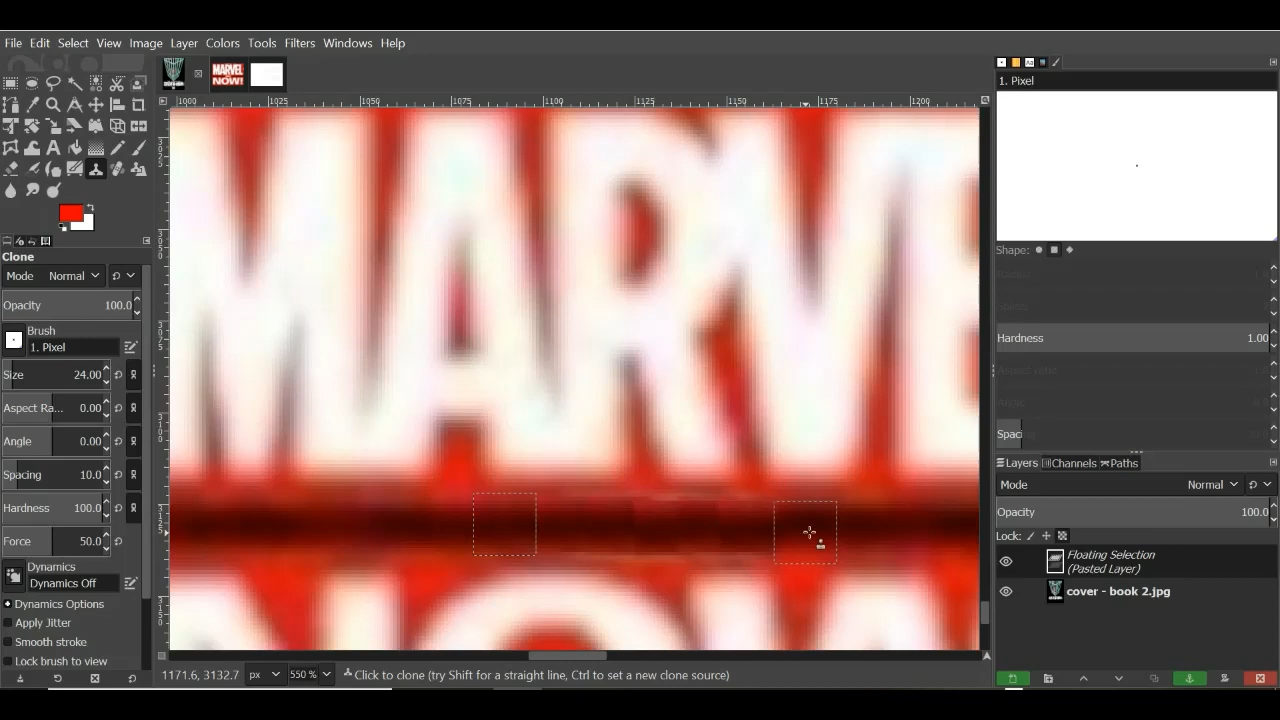 File Edit Select View Image Layer Colors Tools Filters Windows Help
MARVEL
NOW!
1. Pixel
1000 1025 1050 1075 1100 1125 1150 1175 1200
MARVE
NOW
Shape:
Hardness 1.00
Spaci
Clone
Mode Normal
Opacity 100.0
Brush
1. Pixel
Size 24.00
Aspect Ra... 0.00
Angle 0.00
Spacing 10.0
Hardness 100.0
Force 50.0
Dynamics
Dynamics Off
Dynamics Options
Apply Jitter
Smooth stroke
Lock brush to view
Layers Channels Paths
Mode Normal
Opacity 100.0
Lock:
Floating Selection
(Pasted Layer)
cover - book 2.jpg
1171.6, 3132.7 px 550 % Click to clone (try Shift for a straight line, Ctrl to set a new clone source)